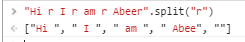 > "Hi r I r am r Abeer".split("r")
< ["Hi ", " I ", " am ", " Abee", ""]